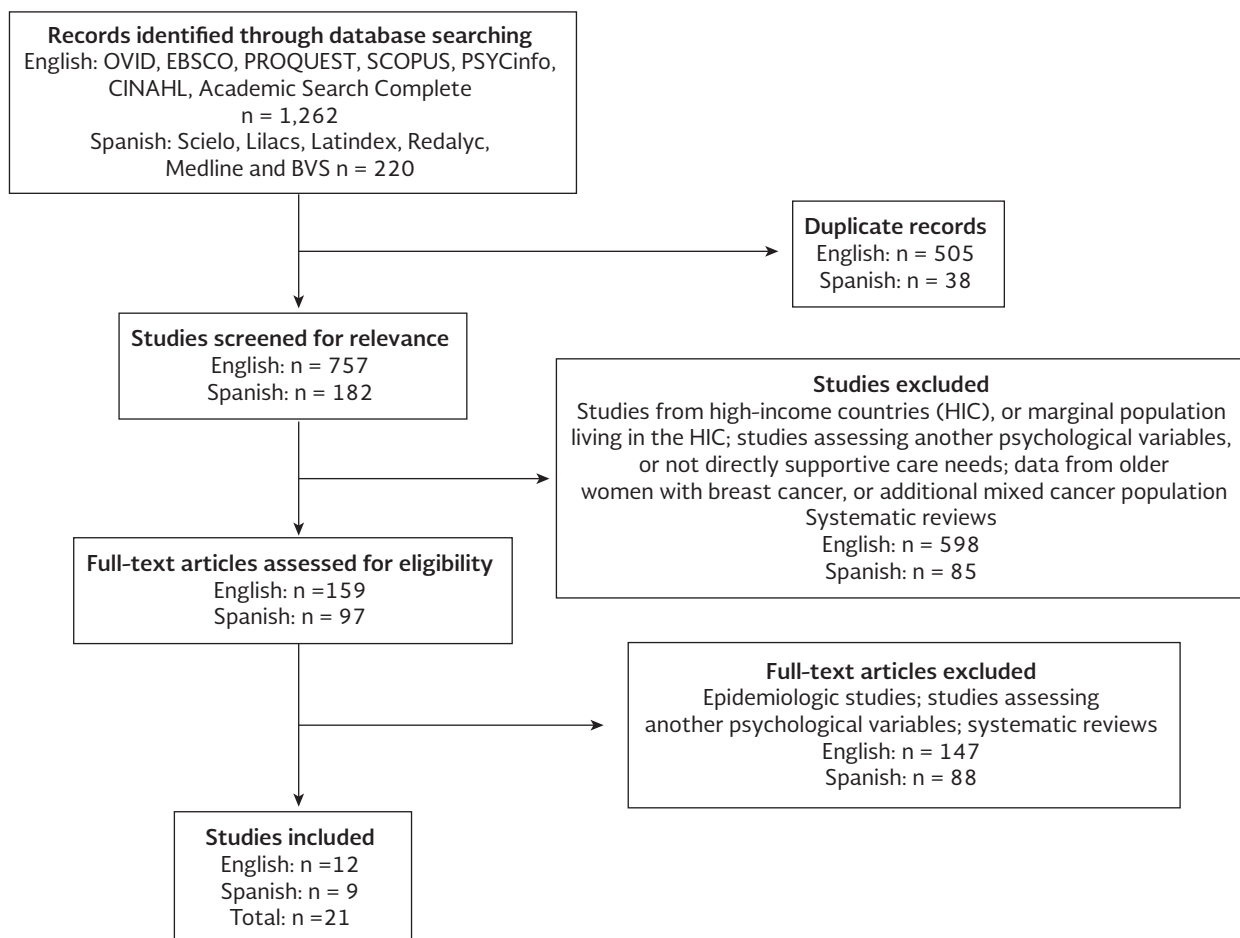 Records identified through database searching
English: OVID, EBSCO, PROQUEST, SCOPUS, PSYCinfo,
CINAHL, Academic Search Complete
n = 1,262
Spanish: Scielo, Lilacs, Latindex, Redalyc,
Medline and BVS n = 220
Duplicate records
English: n = 505
Spanish: n = 38
Studies screened for relevance
English: n = 757
Spanish: n = 182
Studies excluded
Studies from high-income countries (HIC), or marginal population
living in the HIC; studies assessing another psychological variables,
or not directly supportive care needs; data from older
women with breast cancer, or additional mixed cancer population
Systematic reviews
English: n = 598
Spanish: n = 85
Full-text articles assessed for eligibility
English: n =159
Spanish: n = 97
Full-text articles excluded
Epidemiologic studies; studies assessing
another psychological variables; systematic reviews
English: n = 147
Spanish: n = 88
Studies included
English: n =12
Spanish: n = 9
Total: n =21